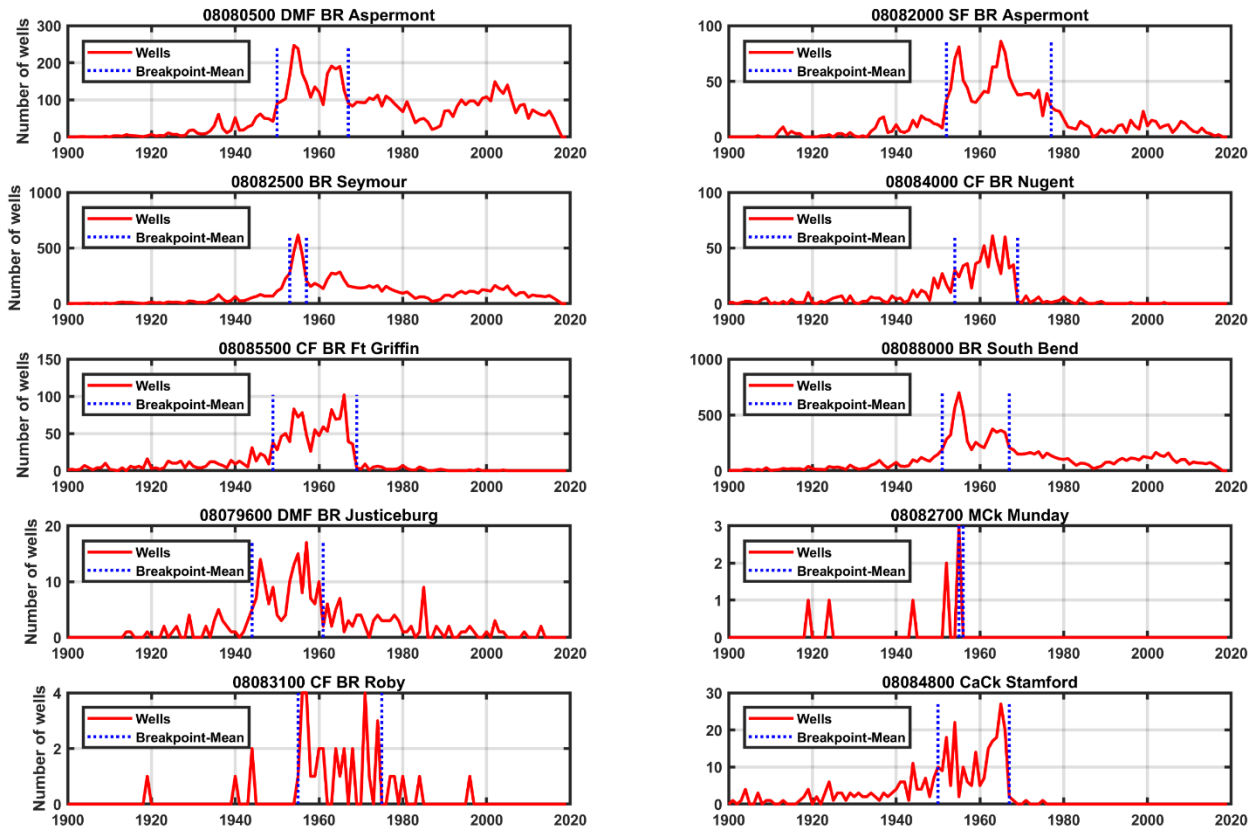 08080500 DMF BR Aspermont
Number of wells
300
200
100
0
Wells
Breakpoint-Mean
1900 1920 1940 1960 1980 2000 2020
08082000 SF BR Aspermont
100
50
0
Wells
Breakpoint-Mean
1900 1920 1940 1960 1980 2000 2020
08082500 BR Seymour
Number of wells
1000
500
0
Wells
Breakpoint-Mean
1900 1920 1940 1960 1980 2000 2020
08084000 CF BR Nugent
100
50
0
Wells
Breakpoint-Mean
1900 1920 1940 1960 1980 2000 2020
08085500 CF BR Ft Griffin
Number of wells
150
100
50
0
Wells
Breakpoint-Mean
1900 1920 1940 1960 1980 2000 2020
08088000 BR South Bend
1000
500
0
Wells
Breakpoint-Mean
1900 1920 1940 1960 1980 2000 2020
08079600 DMF BR Justiceburg
Number of wells
20
10
0
Wells
Breakpoint-Mean
1900 1920 1940 1960 1980 2000 2020
08082700 MCk Munday
3
2
1
0
Wells
Breakpoint-Mean
1900 1920 1940 1960 1980 2000 2020
08083100 CF BR Roby
Number of wells
4
2
0
Wells
Breakpoint-Mean
1900 1920 1940 1960 1980 2000 2020
08084800 CaCk Stamford
30
20
10
0
Wells
Breakpoint-Mean
1900 1920 1940 1960 1980 2000 2020